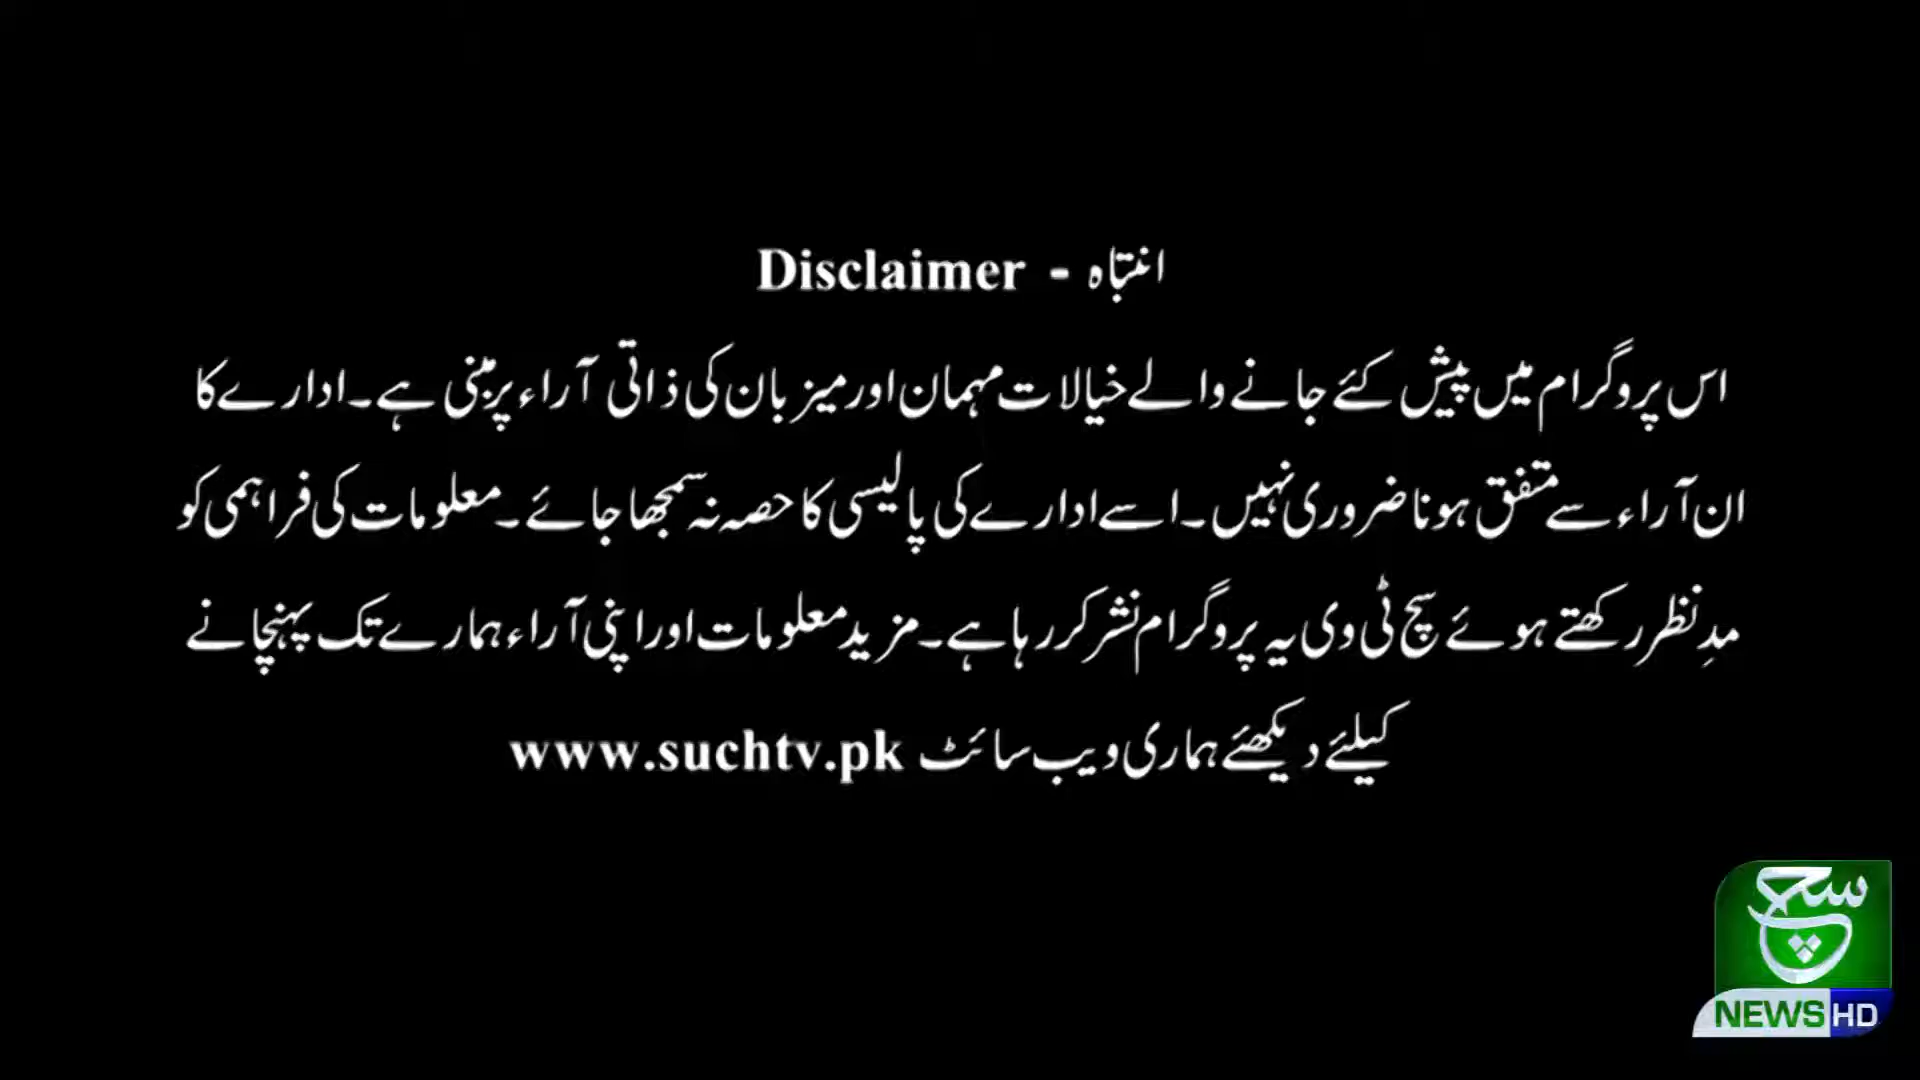 انتباہ - Disclaimer
اس پروگرام میں پیش کئے جانے والے خیالات مہمان اور میزبان کی ذاتی آراء پر مبنی ہے۔ ادارے کا
ان آراء سے متفق ہونا ضروری نہیں۔ اسے ادارے کی پالیسی کا حصہ نہ سمجھا جائے۔ معلومات کی فراہمی کو
مدِ نظر رکھتے ہوئے سچ ٹی وی یہ پروگرام نشر کر رہا ہے۔ مزید معلومات اور اپنی آراء ہمارے تک پہنچانے
کیلئے دیکھئے ہماری ویب سائٹ www.suchtv.pk
سچ
NEWS HD